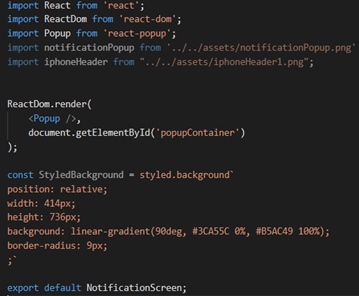 import React from 'react';
import ReactDom from 'react-dom';
import Popup from 'react-popup';
import notificationPopup from '../../assets/notificationPopup.png'
import iphoneHeader from "../../assets/iphoneHeader1.png";
ReactDom.render(
<Popup />,
document.getElementById('popupContainer')
);
const StyledBackground = styled.background`
position: relative;
width: 414px;
height: 736px;
background: linear-gradient(90deg, #3CA55C 0%, #B5AC49 100%);
border-radius: 9px;
;`
export default NotificationScreen;